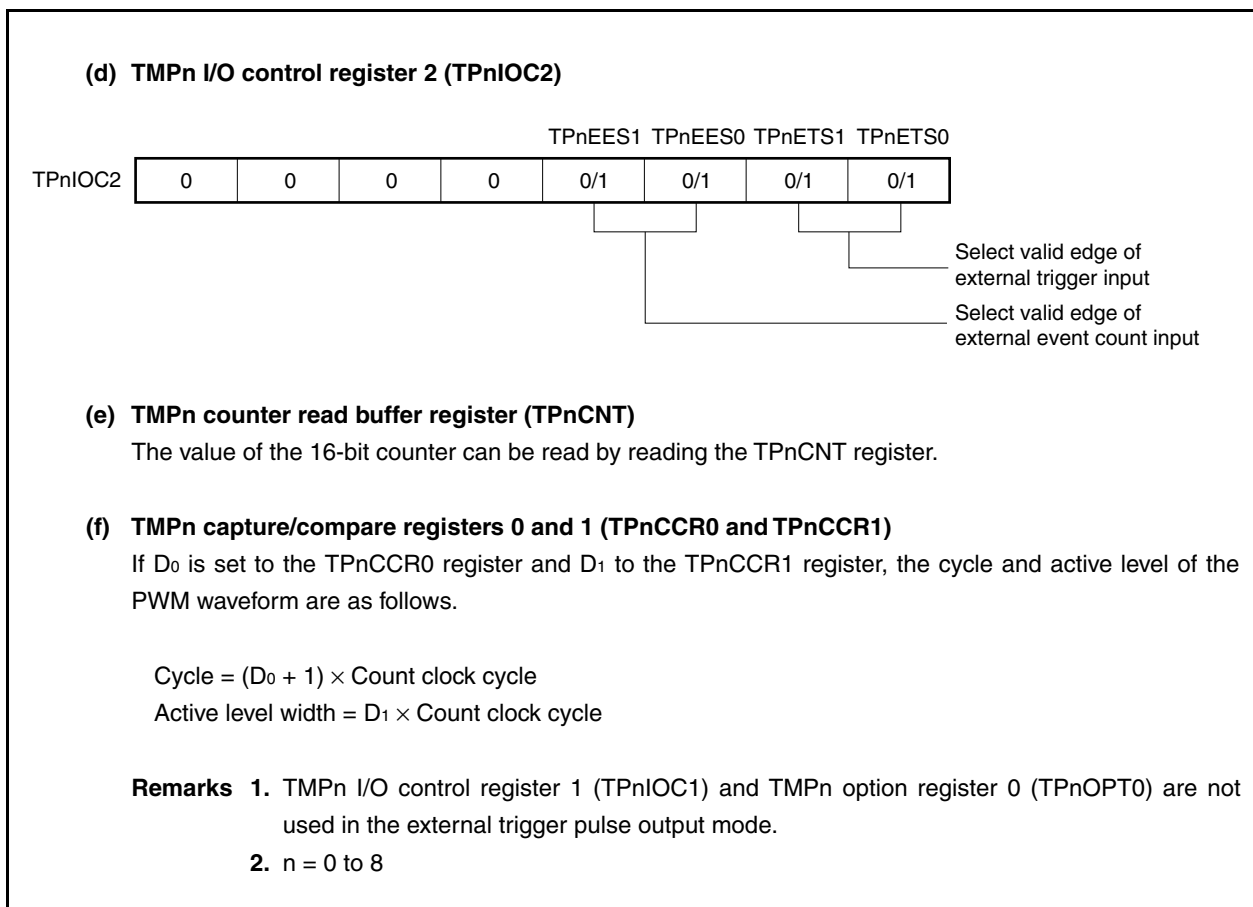 (d) TMPn I/O control register 2 (TPnIOC2)
TPnEES1 TPnEES0 TPnETS1 TPnETS0
TPnIOC2 0 0 0 0 0/1 0/1 0/1 0/1
Select valid edge of
external trigger input
Select valid edge of
external event count input
(e) TMPn counter read buffer register (TPnCNT)
The value of the 16-bit counter can be read by reading the TPnCNT register.
(f) TMPn capture/compare registers 0 and 1 (TPnCCR0 and TPnCCR1)
If D0 is set to the TPnCCR0 register and D1 to the TPnCCR1 register, the cycle and active level of the
PWM waveform are as follows.
Cycle = (D0 + 1) × Count clock cycle
Active level width = D1 × Count clock cycle
Remarks 1. TMPn I/O control register 1 (TPnIOC1) and TMPn option register 0 (TPnOPT0) are not
used in the external trigger pulse output mode.
2. n = 0 to 8